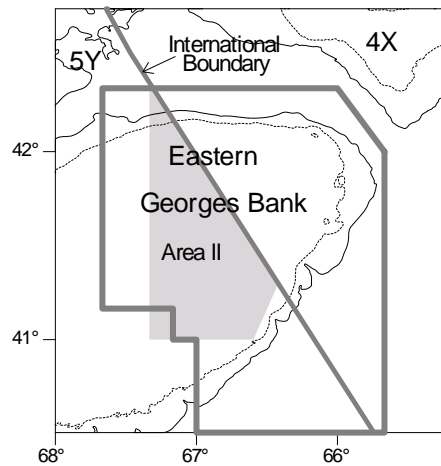 4X
International
Boundary
5Y
42°
Eastern
Georges Bank
Area II
41°
68°
67°
66°